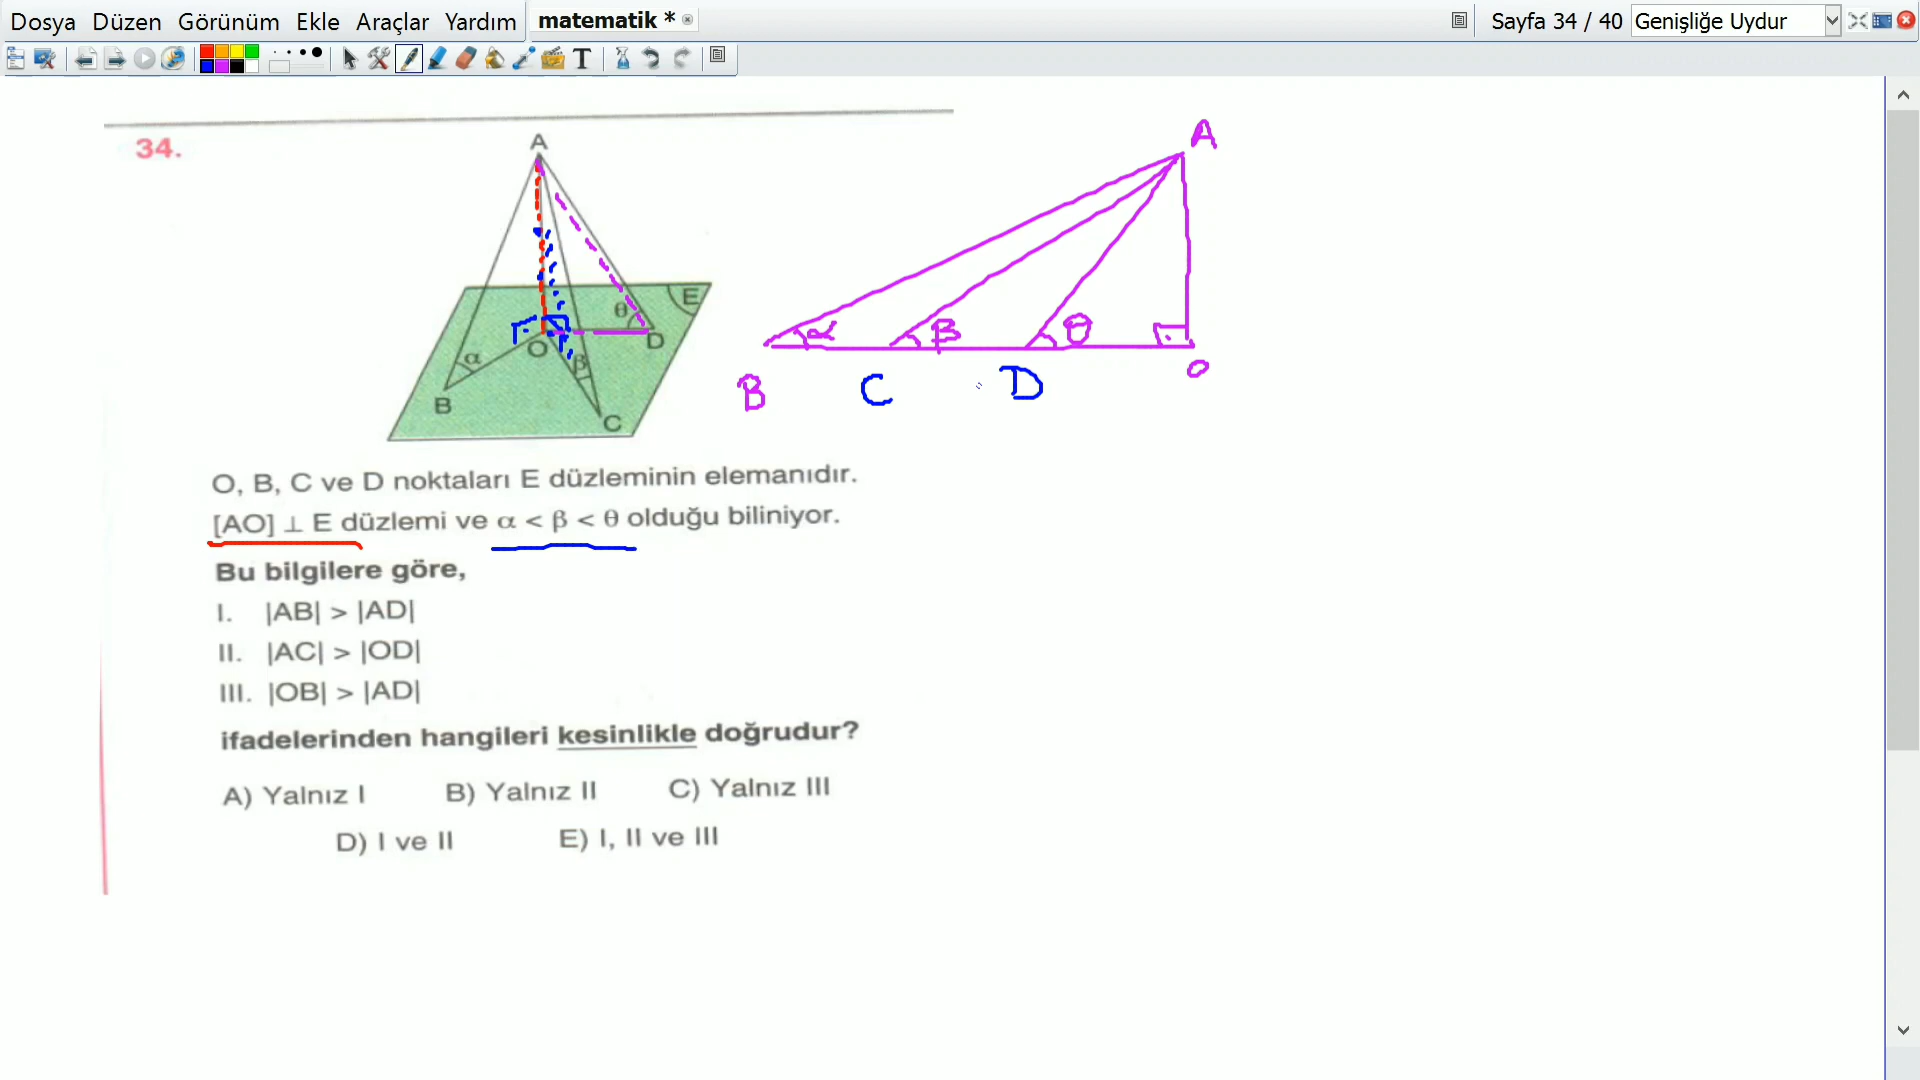 Dosya Düzen Görünüm Ekle Araçlar Yardım
matematik *
Sayfa 34 / 40
Genişliğe Uydur
T
34.
A
E
θ
O
D
α
β
B
C
A
α
β
θ
B
C
D
O
O, B, C ve D noktaları E düzleminin elemanıdır.
[AO] ⊥ E düzlemi ve α < β < θ olduğu biliniyor.
Bu bilgilere göre,
I. |AB| > |AD|
II. |AC| > |OD|
III. |OB| > |AD|
ifadelerinden hangileri kesinlikle doğrudur?
A) Yalnız I B) Yalnız II C) Yalnız III
D) I ve II E) I, II ve III